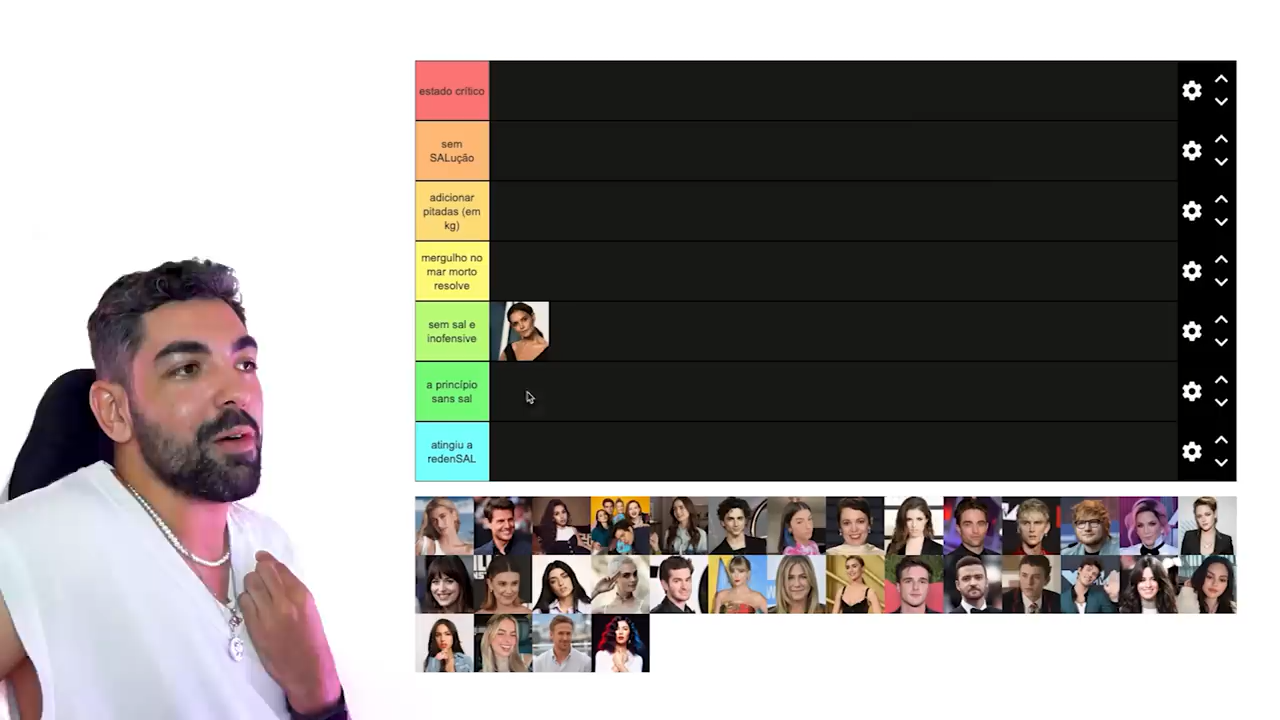 estado crítico
sem
SALução
adicionar
pitadas (em
kg)
mergulho no
mar morto
resolve
sem sal e
inofensive
a princípio
sans sal
atingiu a
redenSAL